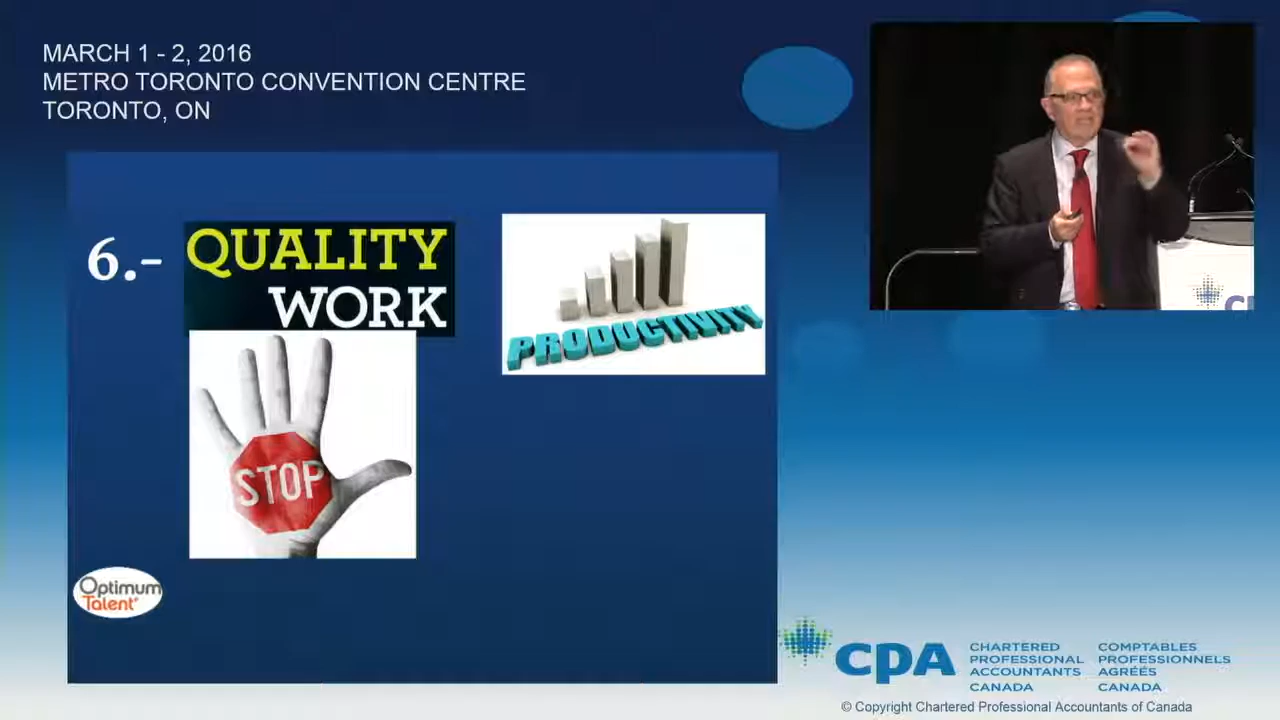 MARCH 1 - 2, 2016
METRO TORONTO CONVENTION CENTRE
TORONTO, ON
6.-
QUALITY
WORK
PRODUCTIVITY
STOP
Optimum
Talent
CPA
CHARTERED
PROFESSIONAL
ACCOUNTANTS
CANADA
COMPTABLES
PROFESSIONNELS
AGRÉÉS
CANADA
© Copyright Chartered Professional Accountants of Canada